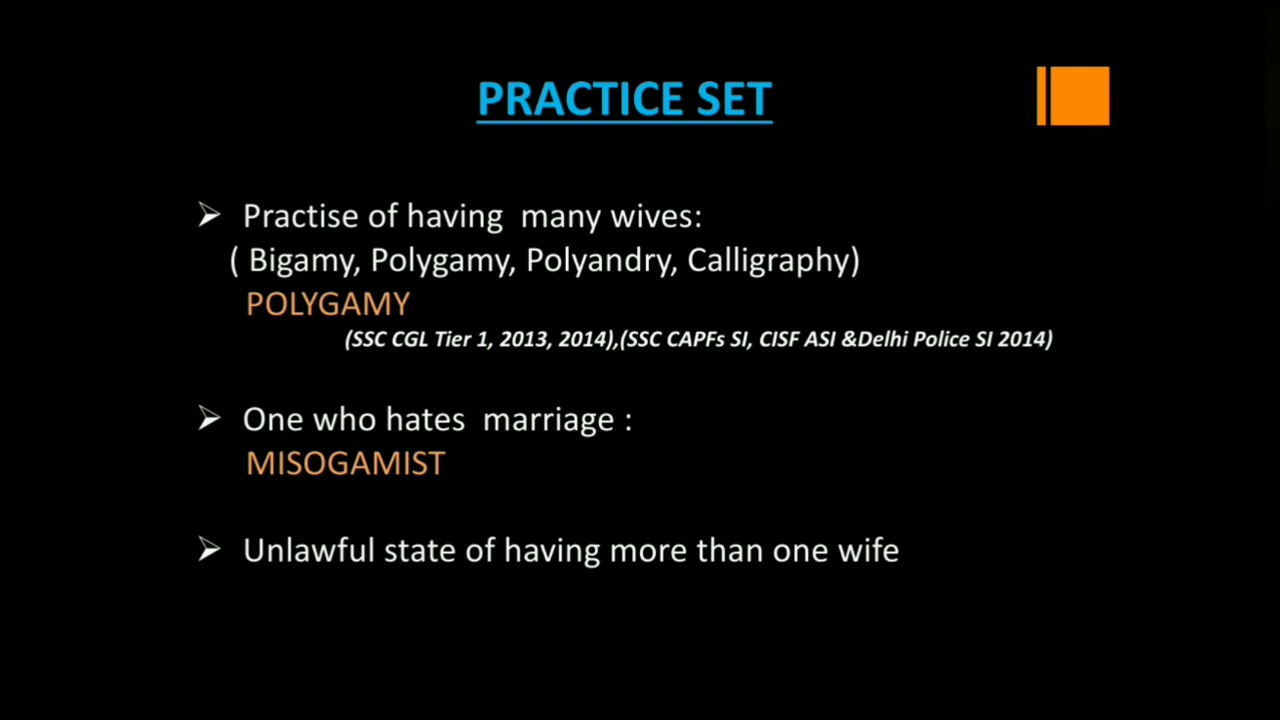 PRACTICE SET
➢ Practise of having many wives:
( Bigamy, Polygamy, Polyandry, Calligraphy)
POLYGAMY
(SSC CGL Tier 1, 2013, 2014),(SSC CAPFs SI, CISF ASI &Delhi Police SI 2014)
➢ One who hates marriage :
MISOGAMIST
➢ Unlawful state of having more than one wife